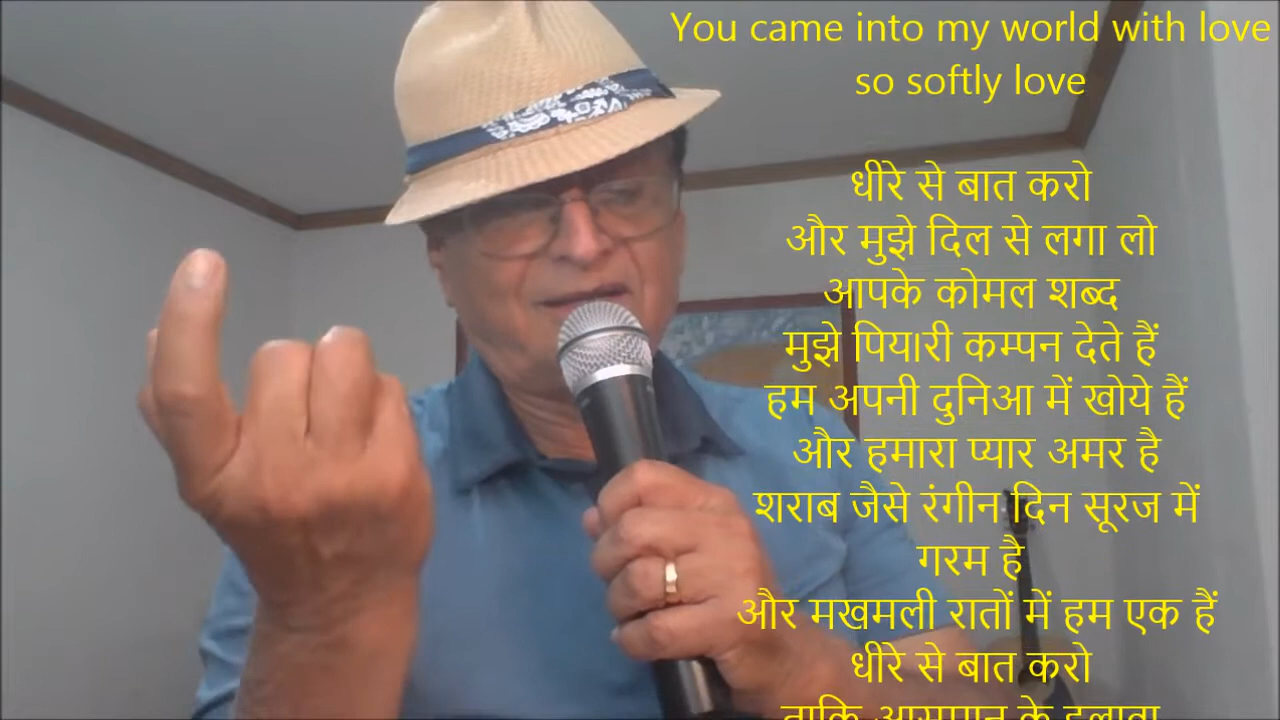 You came into my world with love
so softly love
धीरे से बात करो
और मुझे दिल से लगा लो
आपके कोमल शब्द
मुझे पियारी कम्पन देते हैं
हम अपनी दुनिआ में खोये हैं
और हमारा प्यार अमर है
शराब जैसे रंगीन दिन सूरज में
गरम है
और मखमली रातों में हम एक हैं
धीरे से बात करो